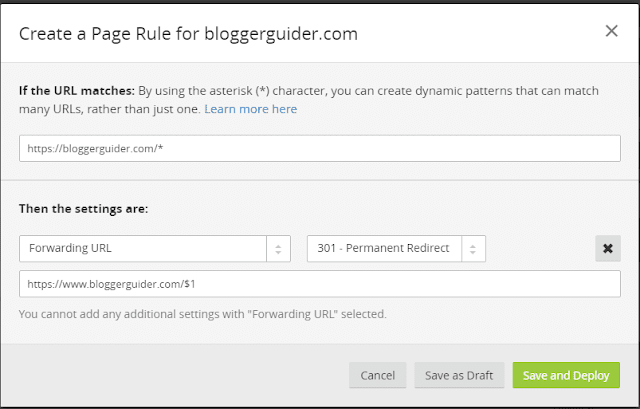 Create a Page Rule for bloggerguider.com
If the URL matches: By using the asterisk (*) character, you can create dynamic patterns that can match
many URLs, rather than just one. Learn more here
https://bloggerguider.com/*
Then the settings are:
Forwarding URL 301 - Permanent Redirect
https://www.bloggerguider.com/$1
You cannot add any additional settings with "Forwarding URL" selected.
Cancel Save as Draft Save and Deploy